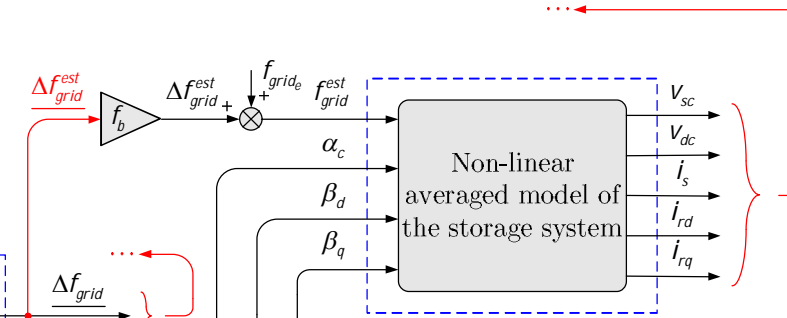 ...
Δf_grid^est
f_b
Δf_grid^est +
f_grid_e
+
f_grid^est
α_c
β_d
β_q
Non-linear
averaged model of
the storage system
v_sc
v_dc
i_s
i_rd
i_rq
...
Δf_grid